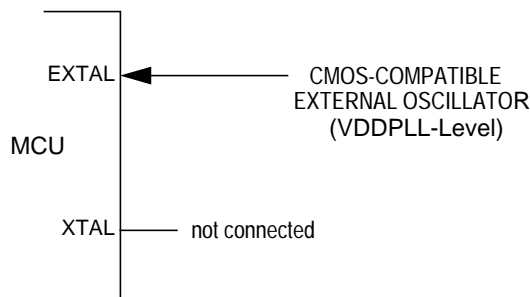 EXTAL
CMOS-COMPATIBLE
EXTERNAL OSCILLATOR
(VDDPLL-Level)
MCU
XTAL
not connected